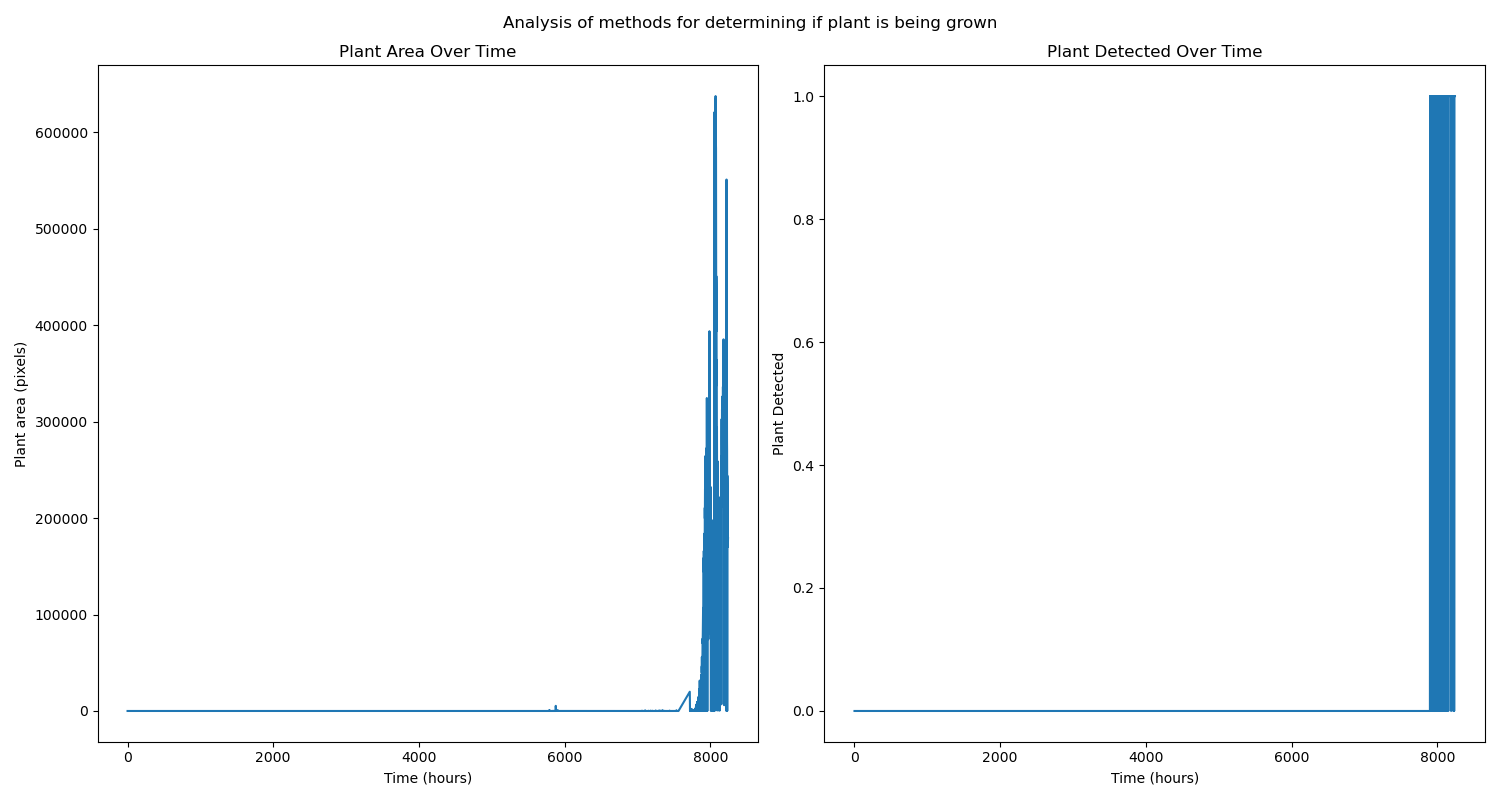 Analysis of methods for determining if plant is being grown
Plant Area Over Time
Plant area (pixels)
600000
500000
400000
300000
200000
100000
0
0 2000 4000 6000 8000
Time (hours)
Plant Detected Over Time
Plant Detected
1.0
0.8
0.6
0.4
0.2
0.0
0 2000 4000 6000 8000
Time (hours)